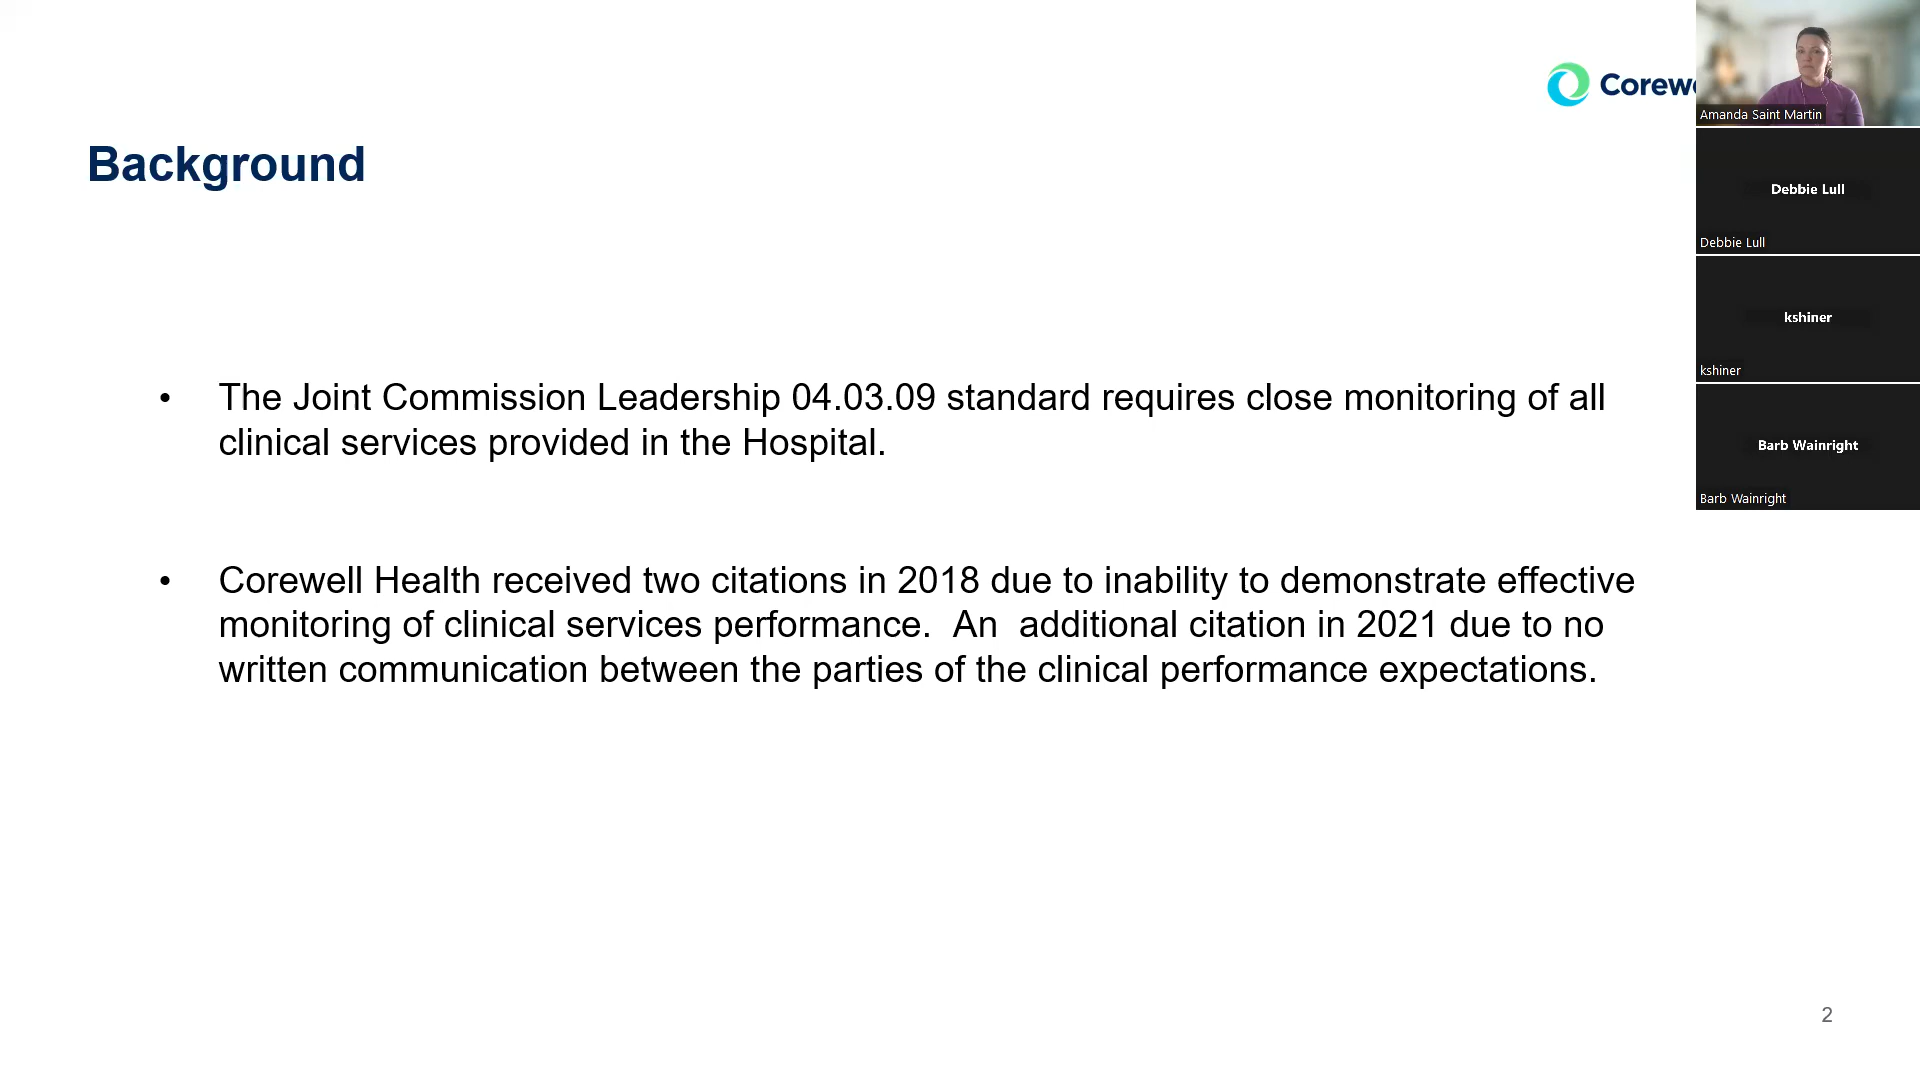 Corew
Background
• The Joint Commission Leadership 04.03.09 standard requires close monitoring of all
clinical services provided in the Hospital.
• Corewell Health received two citations in 2018 due to inability to demonstrate effective
monitoring of clinical services performance.  An  additional citation in 2021 due to no
written communication between the parties of the clinical performance expectations.
2
Amanda Saint Martin
Debbie Lull
Debbie Lull
kshiner
kshiner
Barb Wainright
Barb Wainright